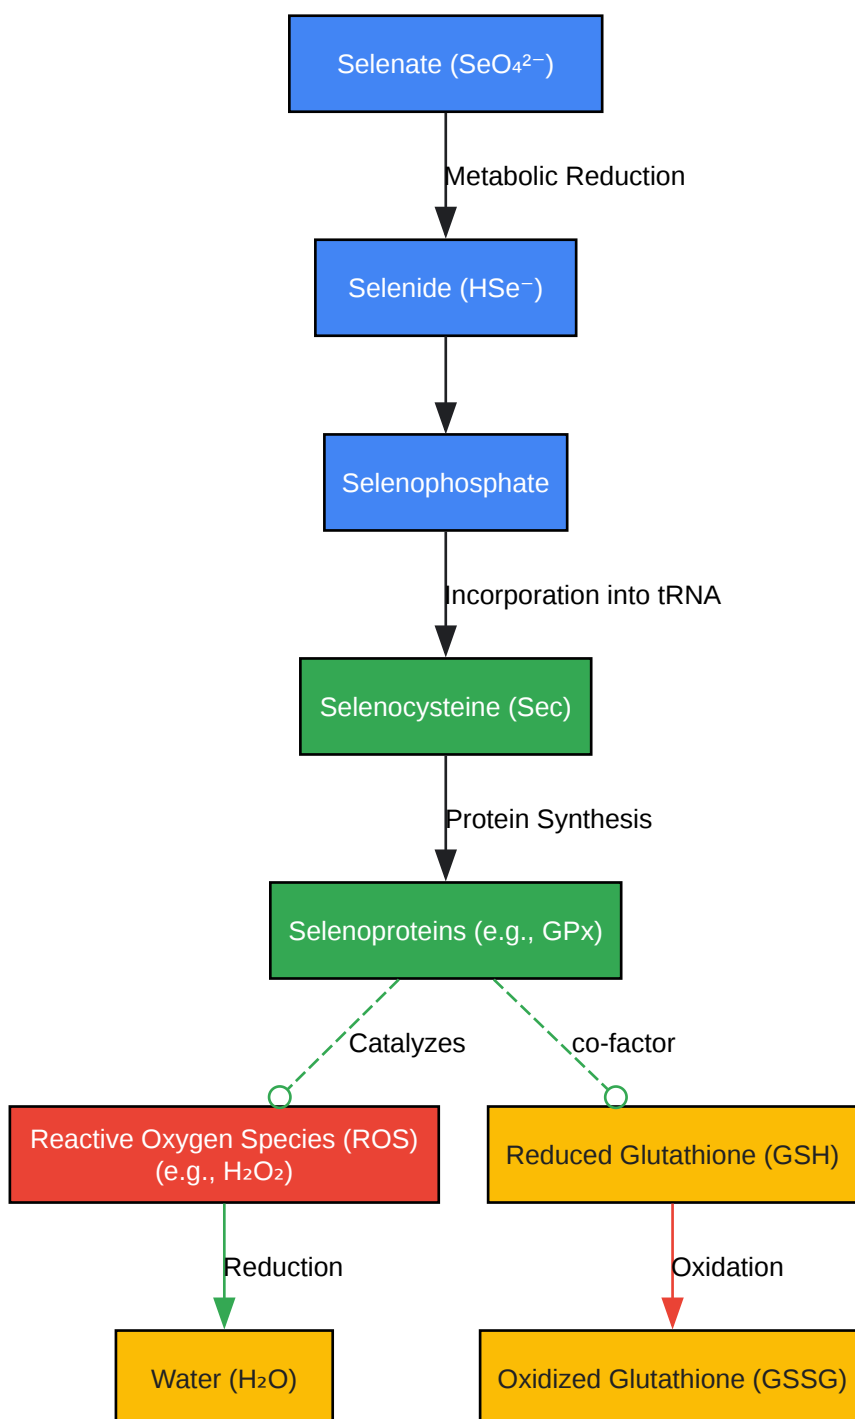 Selenate (SeO₄²⁻)
Metabolic Reduction
Selenide (HSe⁻)
Selenophosphate
Incorporation into tRNA
Selenocysteine (Sec)
Protein Synthesis
Selenoproteins (e.g., GPx)
Catalyzes
co-factor
Reactive Oxygen Species (ROS)
(e.g., H₂O₂)
Reduced Glutathione (GSH)
Reduction
Oxidation
Water (H₂O)
Oxidized Glutathione (GSSG)